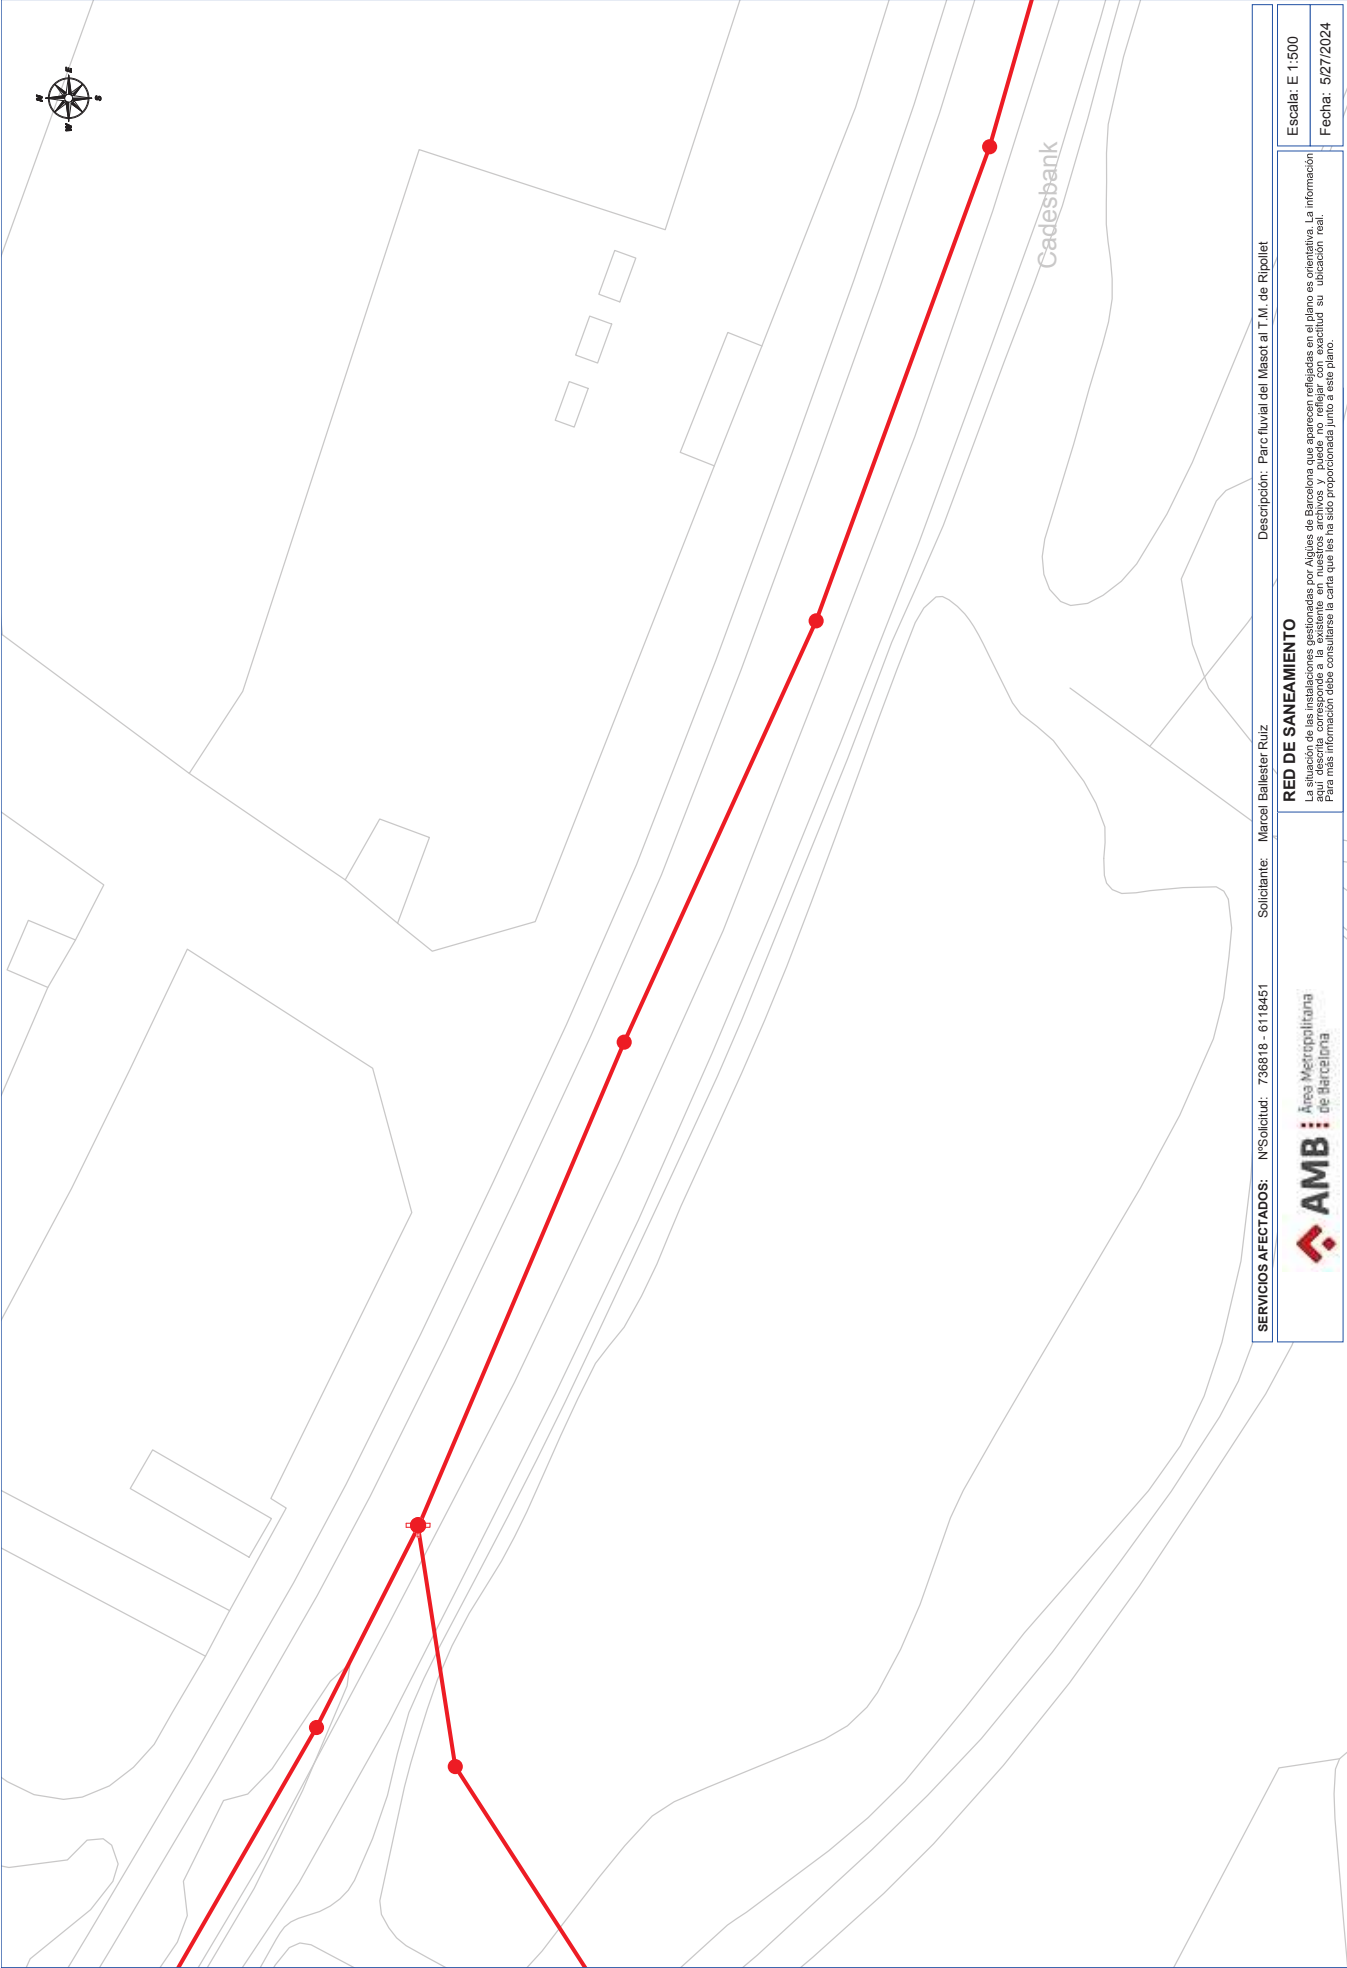 N
E
S
W
Cadesbank
SERVICIOS AFECTADOS: NºSolicitud: 736818 - 6118451 Solicitante: Marcel Ballester Ruiz Descripción: Parc fluvial del Masot al T.M. de Ripollet
AMB Àrea Metropolitana
de Barcelona
RED DE SANEAMIENTO
La situación de las instalaciones gestionadas por Aigües de Barcelona que aparecen reflejadas en el plano es orientativa. La información
aquí descrita corresponde a la existente en nuestros archivos y puede no reflejar con exactitud su ubicación real.
Para más información debe consultarse la carta que les ha sido proporcionada junto a este plano.
Escala: E 1:500
Fecha: 5/27/2024